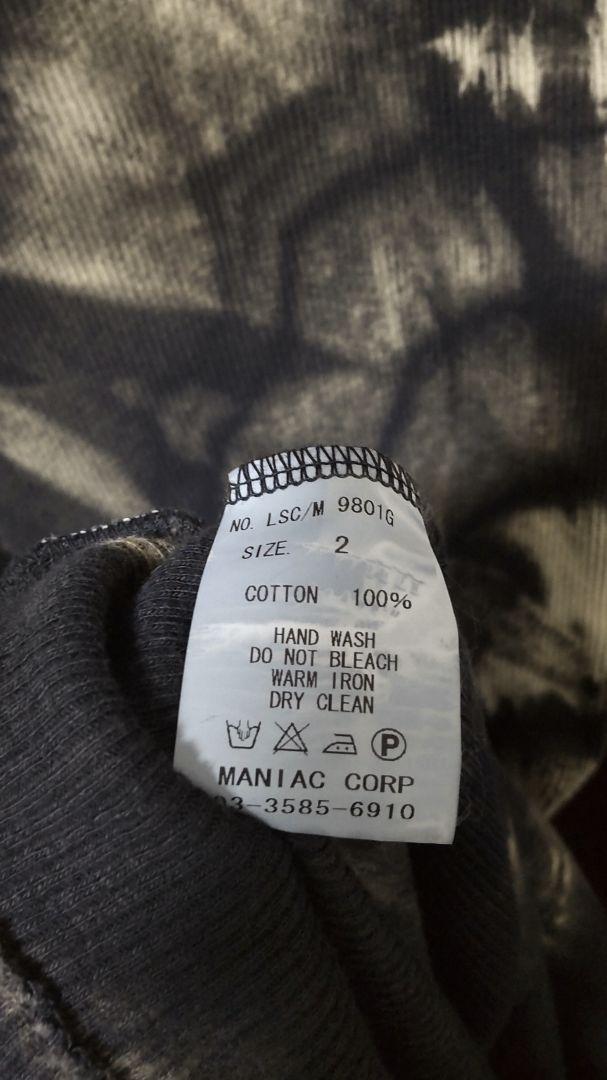 NO. LSC/M 9801G
SIZE. 2
COTTON 100%
HAND WASH
DO NOT BLEACH
WARM IRON
DRY CLEAN
P
MANIAC CORP
03-3585-6910